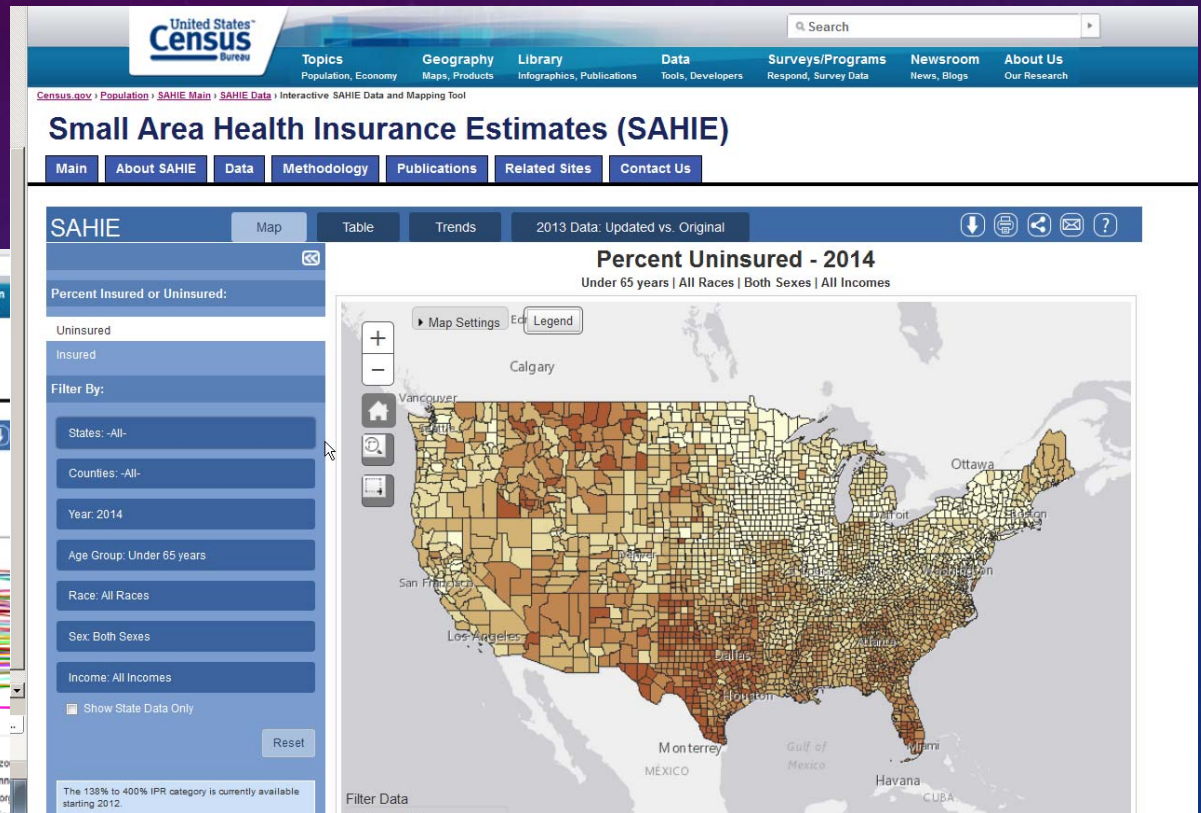 United States™
Census
Bureau
Search
Topics
Population, Economy
Geography
Maps, Products
Library
Infographics, Publications
Data
Tools, Developers
Surveys/Programs
Respond, Survey Data
Newsroom
News, Blogs
About Us
Our Research
Census.gov › Population › SAHIE Main › SAHIE Data › Interactive SAHIE Data and Mapping Tool
Small Area Health Insurance Estimates (SAHIE)
Main About SAHIE Data Methodology Publications Related Sites Contact Us
SAHIE Map Table Trends 2013 Data: Updated vs. Original
Percent Uninsured - 2014
Under 65 years | All Races | Both Sexes | All Incomes
Percent Insured or Uninsured:
Uninsured
Insured
Filter By:
States: -All-
Counties: -All-
Year: 2014
Age Group: Under 65 years
Race: All Races
Sex: Both Sexes
Income: All Incomes
Show State Data Only
Reset
The 138% to 400% IPR category is currently available
starting 2012.
Map Settings
Legend
Calgary
Vancouver
Seattle
Ottawa
Detroit
Boston
Denver
Washington
San Francisco
Los Angeles
Atlanta
Dallas
Houston
Monterrey
Gulf of
Mexico
Miami
MÉXICO
Havana
CUBA
Filter Data